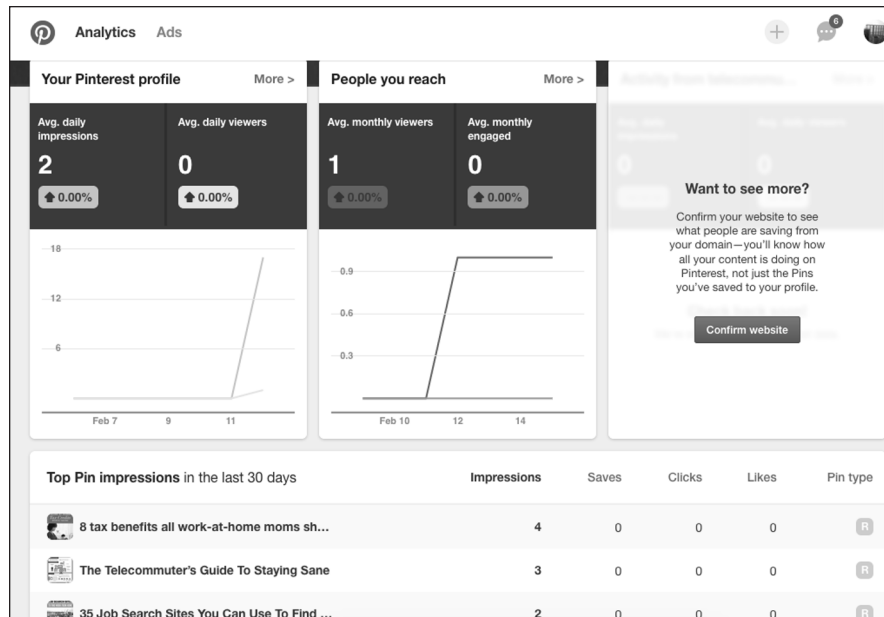 Analytics Ads
6
Your Pinterest profile More >
Avg. daily
impressions
2
0.00%
Avg. daily viewers
0
0.00%
18
12
6
Feb 7 9 11
People you reach More >
Avg. monthly viewers
1
0.00%
Avg. monthly
engaged
0
0.00%
0.9
0.6
0.3
Feb 10 12 14
Want to see more?
Confirm your website to see
what people are saving from
your domain—you'll know how
all your content is doing on
Pinterest, not just the Pins
you've saved to your profile.
Confirm website
Top Pin impressions in the last 30 days Impressions Saves Clicks Likes Pin type
8 tax benefits all work-at-home moms sh... 4 0 0 0 R
The Telecommuter's Guide To Staying Sane 3 0 0 0 R
35 Job Search Sites You Can Use To Find ... 2 0 0 0 R